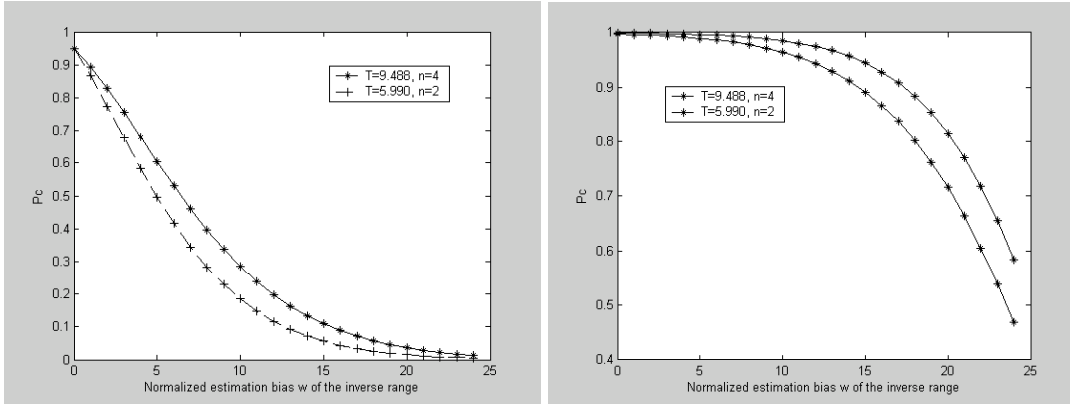 1
0.9
0.8
0.7
0.6
0.5
0.4
0.3
0.2
0.1
0
Pc
T=9.488, n=4
T=5.990, n=2
0 5 10 15 20 25
Normalized estimation bias w of the inverse range
1
0.9
0.8
0.7
0.6
0.5
0.4
Pc
T=9.488, n=4
T=5.990, n=2
0 5 10 15 20 25
Normalized estimation bias w of the inverse range